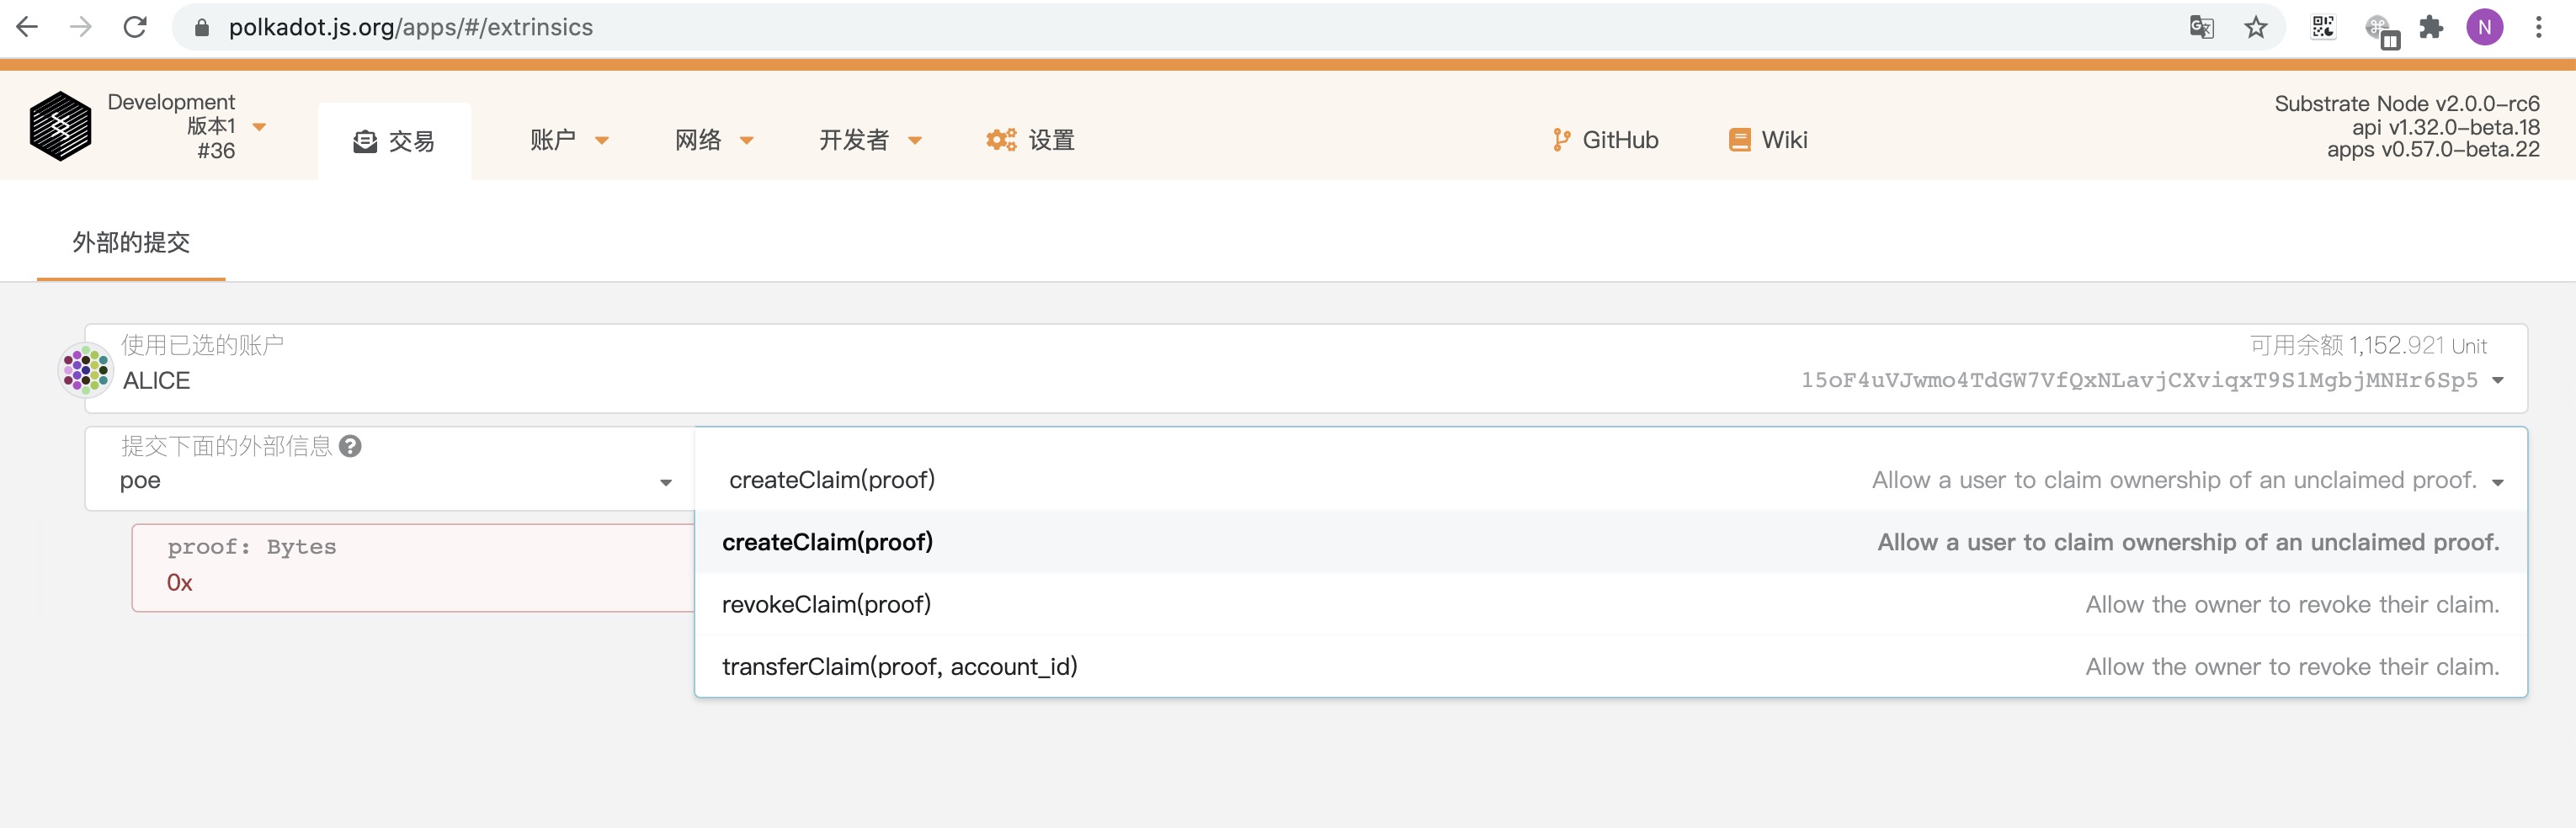 polkadot.js.org/apps/#/extrinsics
N
Development
版本1
#36
交易
账户
网络
开发者
设置
GitHub
Wiki
Substrate Node v2.0.0-rc6
api v1.32.0-beta.18
apps v0.57.0-beta.22
外部的提交
使用已选的账户
可用余额 1,152.921 Unit
ALICE
15oF4uVJwmo4TdGW7VfQxNLavjCXviqxT9S1MgbjMNHr6Sp5
提交下面的外部信息
poe
createClaim(proof)
Allow a user to claim ownership of an unclaimed proof.
createClaim(proof)
Allow a user to claim ownership of an unclaimed proof.
proof: Bytes
0x
revokeClaim(proof)
Allow the owner to revoke their claim.
transferClaim(proof, account_id)
Allow the owner to revoke their claim.